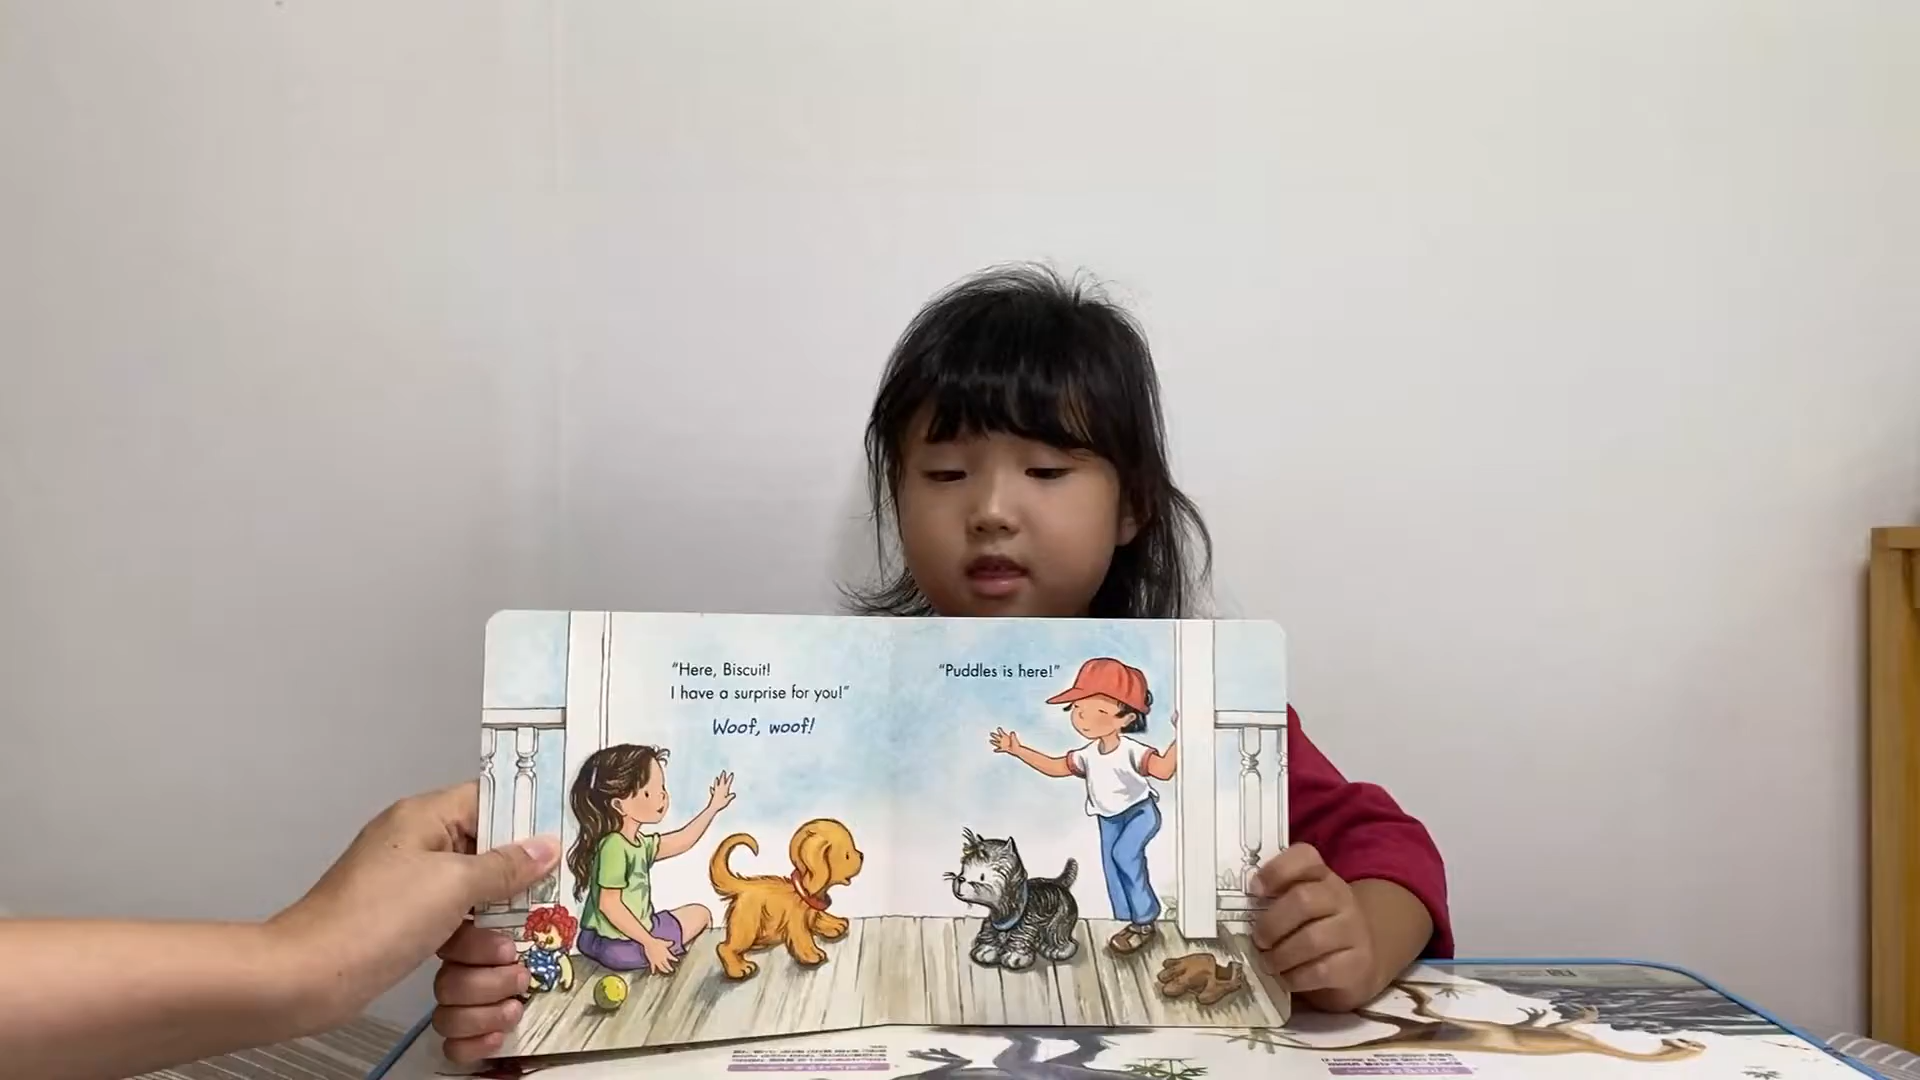 "Here, Biscuit!
I have a surprise for you!"
Woof, woof!
"Puddles is here!"